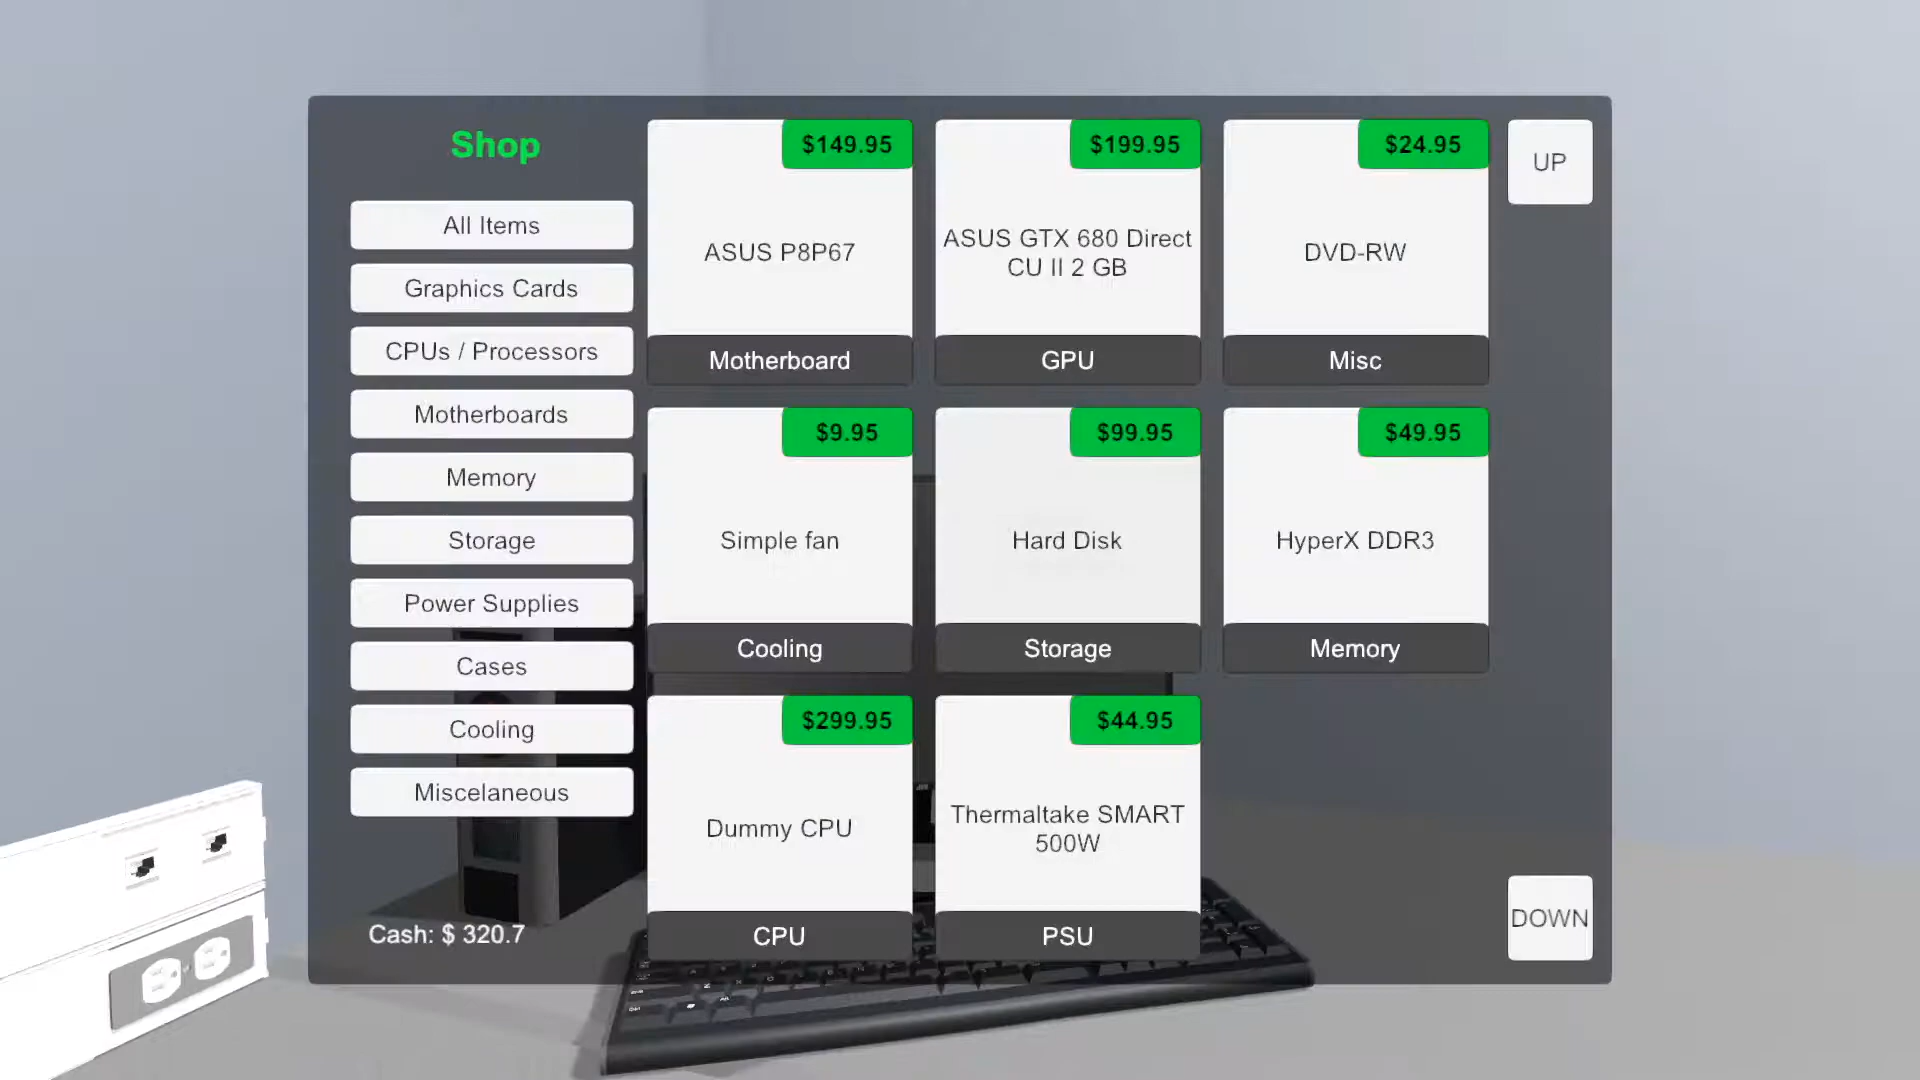 Shop
All Items
Graphics Cards
CPUs / Processors
Motherboards
Memory
Storage
Power Supplies
Cases
Cooling
Miscelaneous
Cash: $ 320.7
$149.95
ASUS P8P67
Motherboard
$199.95
ASUS GTX 680 Direct
CU II 2 GB
GPU
$24.95
DVD-RW
Misc
$9.95
Simple fan
Cooling
$99.95
Hard Disk
Storage
$49.95
HyperX DDR3
Memory
$299.95
Dummy CPU
CPU
$44.95
Thermaltake SMART
500W
PSU
UP
DOWN